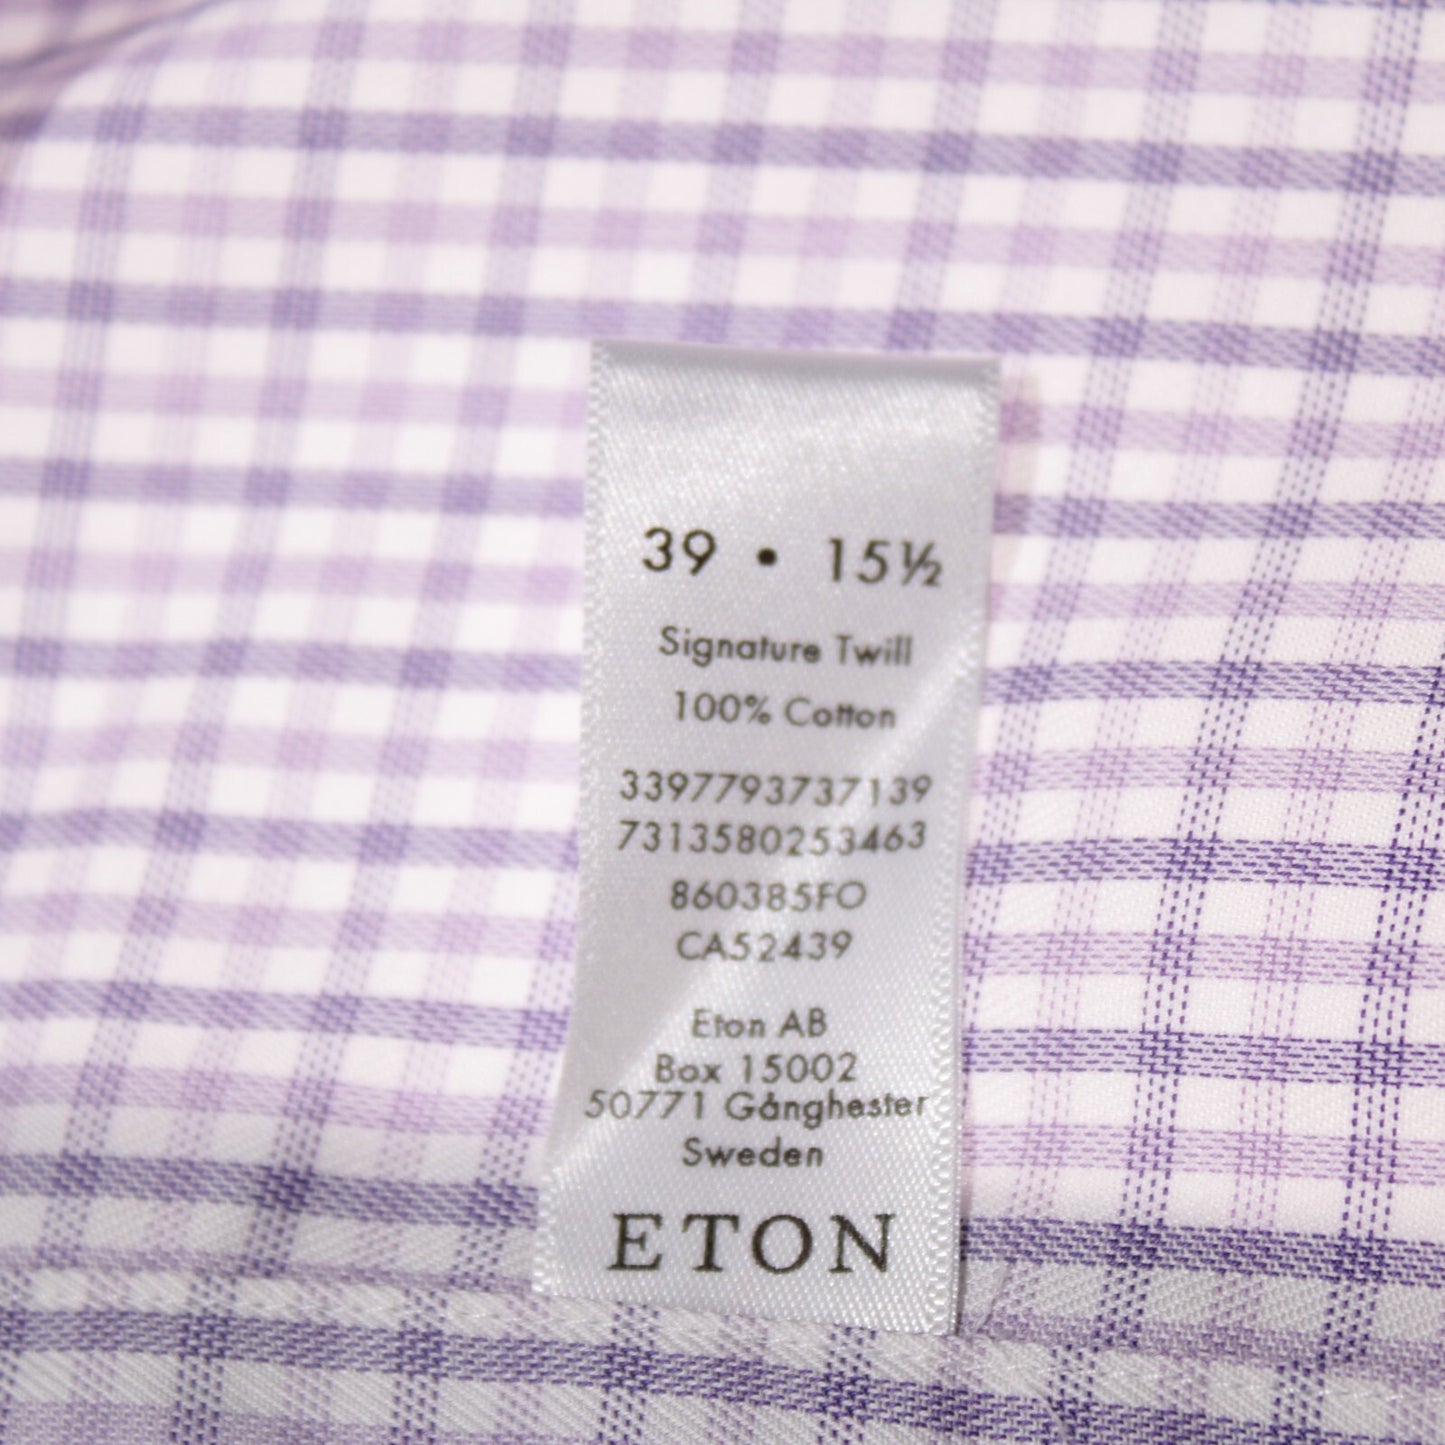 39 • 15½
Signature Twill
100% Cotton
3397793737139
7313580253463
860385FO
CA52439
Eton AB
Box 15002
50771 Gånghester
Sweden
ETON